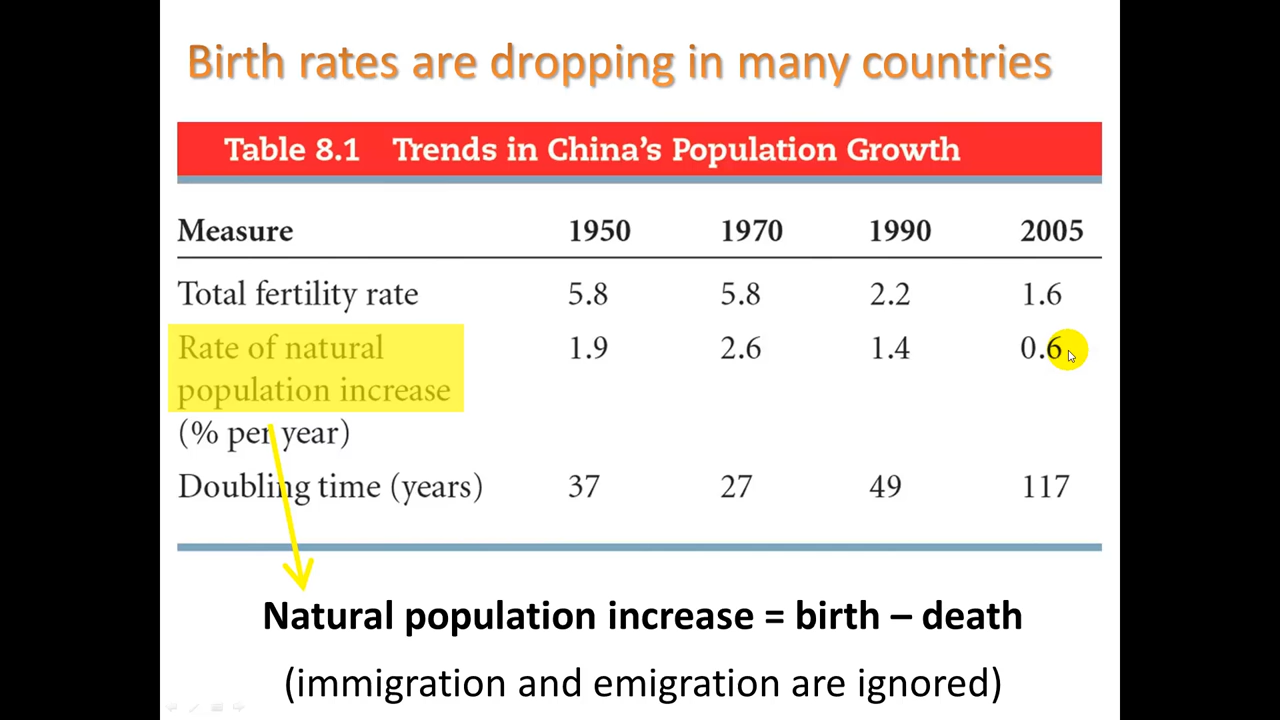 Birth rates are dropping in many countries
Table 8.1 Trends in China's Population Growth
Measure 1950 1970 1990 2005
Total fertility rate 5.8 5.8 2.2 1.6
Rate of natural 1.9 2.6 1.4 0.6
population increase
(% per year)
Doubling time (years) 37 27 49 117
Natural population increase = birth – death
(immigration and emigration are ignored)